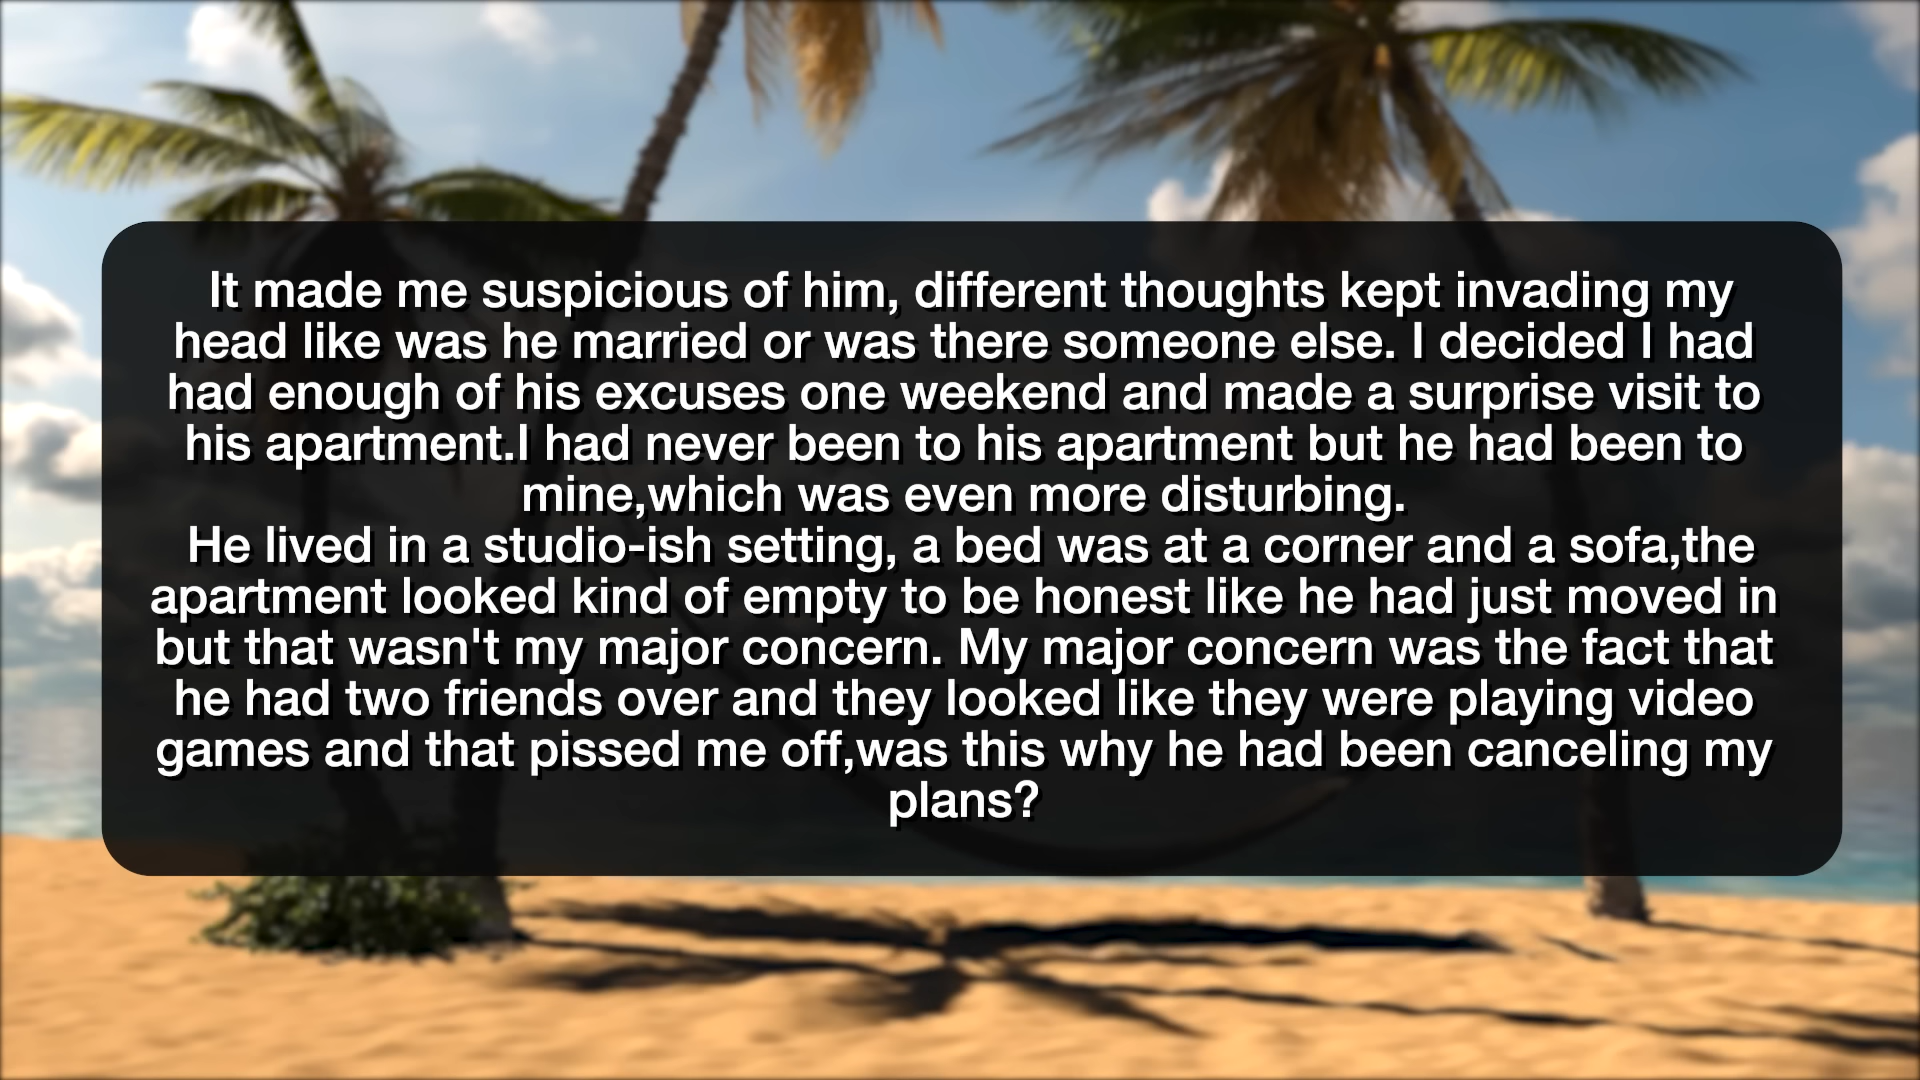 It made me suspicious of him, different thoughts kept invading my
head like was he married or was there someone else. I decided I had
had enough of his excuses one weekend and made a surprise visit to
his apartment.I had never been to his apartment but he had been to
mine,which was even more disturbing.
He lived in a studio-ish setting, a bed was at a corner and a sofa,the
apartment looked kind of empty to be honest like he had just moved in
but that wasn't my major concern. My major concern was the fact that
he had two friends over and they looked like they were playing video
games and that pissed me off,was this why he had been canceling my
plans?